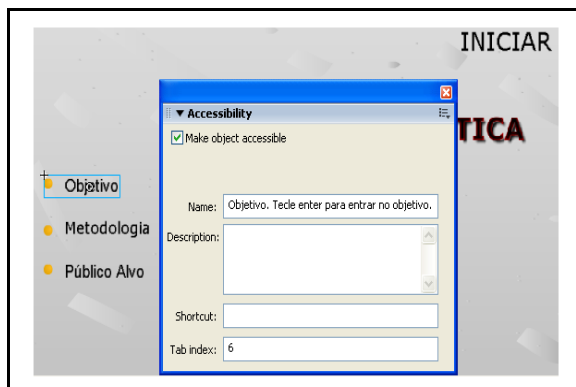 INICIAR
▼ Accessibility
Make object accessible
TICA
Objetivo
Name: Objetivo. Tecle enter para entrar no objetivo.
Metodologia
Description:
Público Alvo
Shortcut:
Tab index: 6